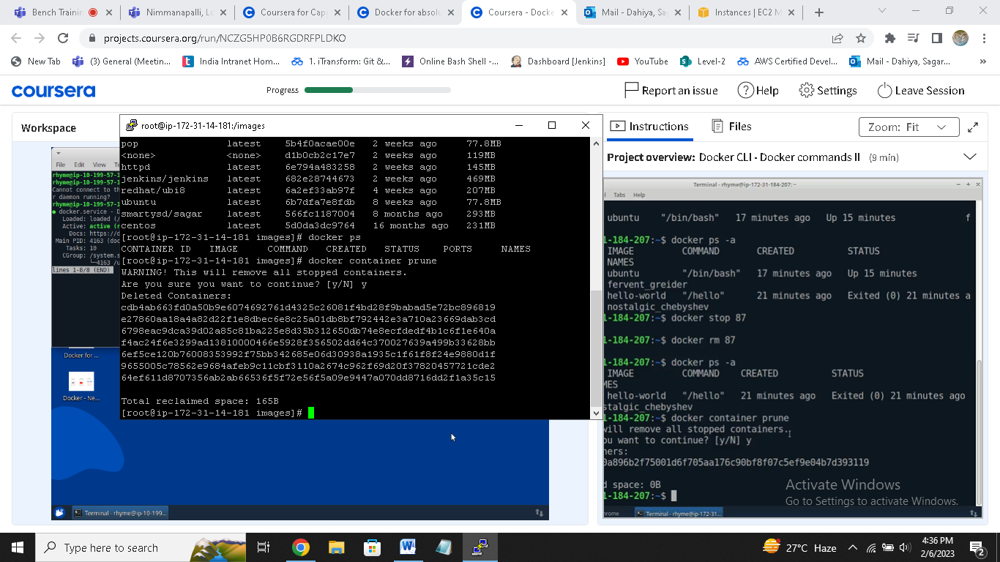 Bench Trainin
Nimmanapalli, Lo
Coursera for Cap
Docker for absolu
Coursera - Docke
Mail - Dahiya, Sag
Instances | EC2 M
projects.coursera.org/run/NCZG5HP0B6RGDRFPLDKO
New Tab
(3) General (Meetin...
India Intranet Hom...
1. iTransform: Git &...
Online Bash Shell -...
Dashboard [Jenkins]
YouTube
Level-2
AWS Certified Devel...
Mail - Dahiya, Sagar...
coursera
Progress
Report an issue
Help
Settings
Leave Session
Workspace
File Edit View Te
rhyme@ip-10-199-57-1
rhyme@ip-10-199-57-1
Cannot connect to th
r daemon running?
rhyme@ip-10-199-57-1
● docker.service - D
Loaded: loaded (/
Active: active (r
Docs: https://d
Main PID: 4163 (doc
Tasks: 10
CGroup: /system.s
└─4163 /u
lines 1-8/8 (END)
Docker for ...
Docker - Ne...
Terminal - rhyme@ip-10-199...
root@ip-172-31-14-181:/images
pop latest 5b4f0acae00e 2 weeks ago 77.8MB
<none> <none> d1b0cb2c17e7 2 weeks ago 119MB
httpd latest 6e794a483258 2 weeks ago 145MB
jenkins/jenkins latest 682e28744673 2 weeks ago 469MB
redhat/ubi8 latest 6a2ef33ab97f 4 weeks ago 207MB
ubuntu latest 6b7dfa7e8fdb 8 weeks ago 77.8MB
smartysd/sagar latest 566fc1187004 8 months ago 293MB
centos latest 5d0da3dc9764 16 months ago 231MB
[root@ip-172-31-14-181 images]# docker ps
CONTAINER ID IMAGE COMMAND CREATED STATUS PORTS NAMES
[root@ip-172-31-14-181 images]# docker container prune
WARNING! This will remove all stopped containers.
Are you sure you want to continue? [y/N] y
Deleted Containers:
cdb4ab663fd0a50b9e6074692761d4325c26081f4bd28f9babad5e72bc896819
e27860aa18a4a82d22f1e8dbec6e8c25a01db8bf792442e3a710a23669dab3cd
6798eac9dca39d02a85c81ba225e8d35b312650db74e8ecfdedf4b1c6f1e640a
f4ac24f6e3299ad13810000466e5928f356502dd64c370027639a499b33628bb
6ef5ce120b76008353992f75bb342685e06d30938a1935c1f61f8f24e9880d1f
9655005c78562e9684afeb9c11cbf3110a2674c962f69d20f37820457721cde2
64ef611d8707356ab2ab66536f5f72e56f5a09e9447a070dd8716dd2f1a35c15
Total reclaimed space: 165B
[root@ip-172-31-14-181 images]#
Instructions
Files
Zoom: Fit
Project overview: Docker CLI - Docker commands II (9 min)
Terminal - rhyme@ip-172-31-184-207: ~
Tabs Help
ubuntu "/bin/bash" 17 minutes ago Up 15 minutes f
1-184-207:~$ docker ps -a
IMAGE COMMAND CREATED STATUS
NAMES
ubuntu "/bin/bash" 17 minutes ago Up 15 minutes
fervent_greider
hello-world "/hello" 21 minutes ago Exited (0) 21 minutes a
nostalgic_chebyshev
1-184-207:~$ docker stop 87
1-184-207:~$ docker rm 87
1-184-207:~$ docker ps -a
IMAGE COMMAND CREATED STATUS
MES
hello-world "/hello" 21 minutes ago Exited (0) 21 minutes ago
stalgic_chebyshev
1-184-207:~$ docker container prune
will remove all stopped containers.
ou want to continue? [y/N] y
ners:
0a896b2f75001d6f705aa176c90bf8f07c5ef9e04b7d393119
d space: 0B
1-184-207:~$
Activate Windows
Go to Settings to activate Windows.
hrome
Terminal - rhyme@ip-172-31...
Type here to search
27°C Haze
4:36 PM
2/6/2023
2